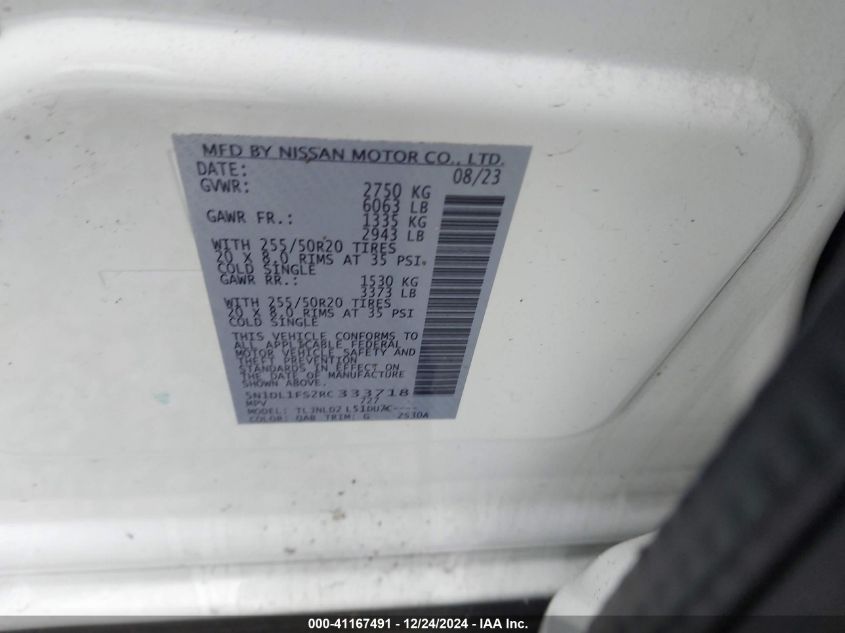 MFD BY NISSAN MOTOR CO., LTD.
DATE: 08/23
GVWR: 2750 KG
6063 LB
GAWR FR.: 1335 KG
2943 LB
WITH 255/50R20 TIRES
20 X 8.0 RIMS AT 35 PSI.
COLD SINGLE
GAWR RR.: 1530 KG
3373 LB
WITH 255/50R20 TIRES
20 X 8.0 RIMS AT 35 PSI
COLD SINGLE
THIS VEHICLE CONFORMS TO
ALL APPLICABLE FEDERAL
MOTOR VEHICLE SAFETY AND
THEFT PREVENTION
STANDARDS IN EFFECT ON
THE DATE OF MANUFACTURE
SHOWN ABOVE.
5N1DL1FS2RC333718
MPV 727
MODEL:
COLOR: QAB TRIM: G 2530A
000-41167491 - 12/24/2024 - IAA Inc.